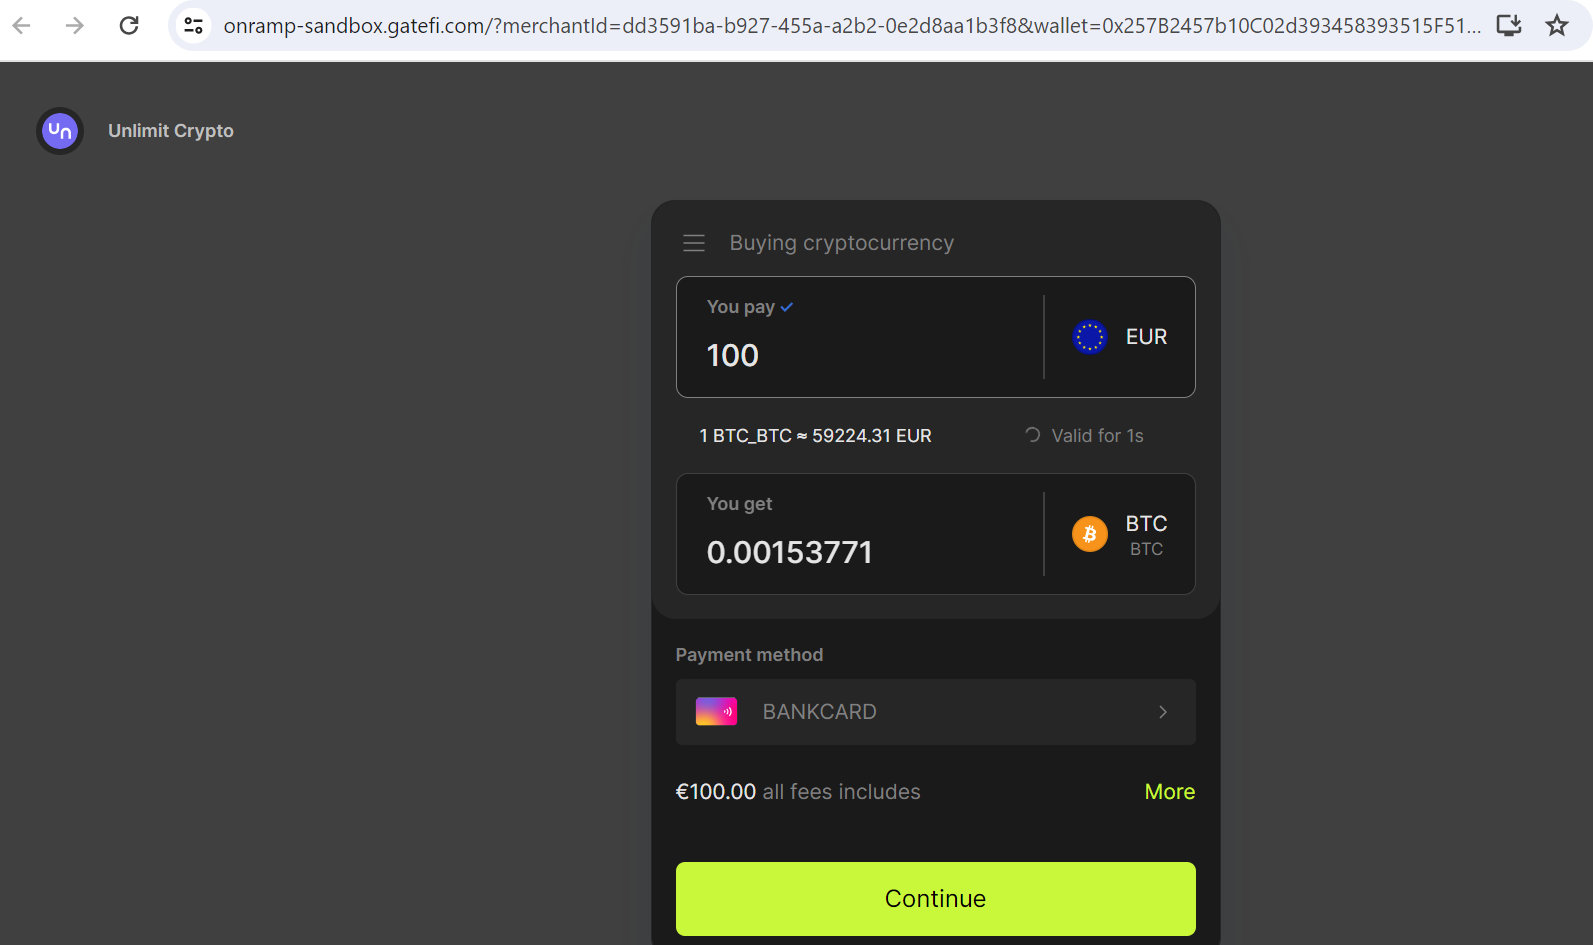 onramp-sandbox.gatefi.com/?merchantId=dd3591ba-b927-455a-a2b2-0e2d8aa1b3f8&wallet=0x257B2457b10C02d393458393515F51...
un Unlimit Crypto
Buying cryptocurrency
You pay
100
EUR
1 BTC_BTC ≈ 59224.31 EUR
Valid for 1s
You get
0.00153771
BTC
BTC
Payment method
BANKCARD
€100.00 all fees includes
More
Continue